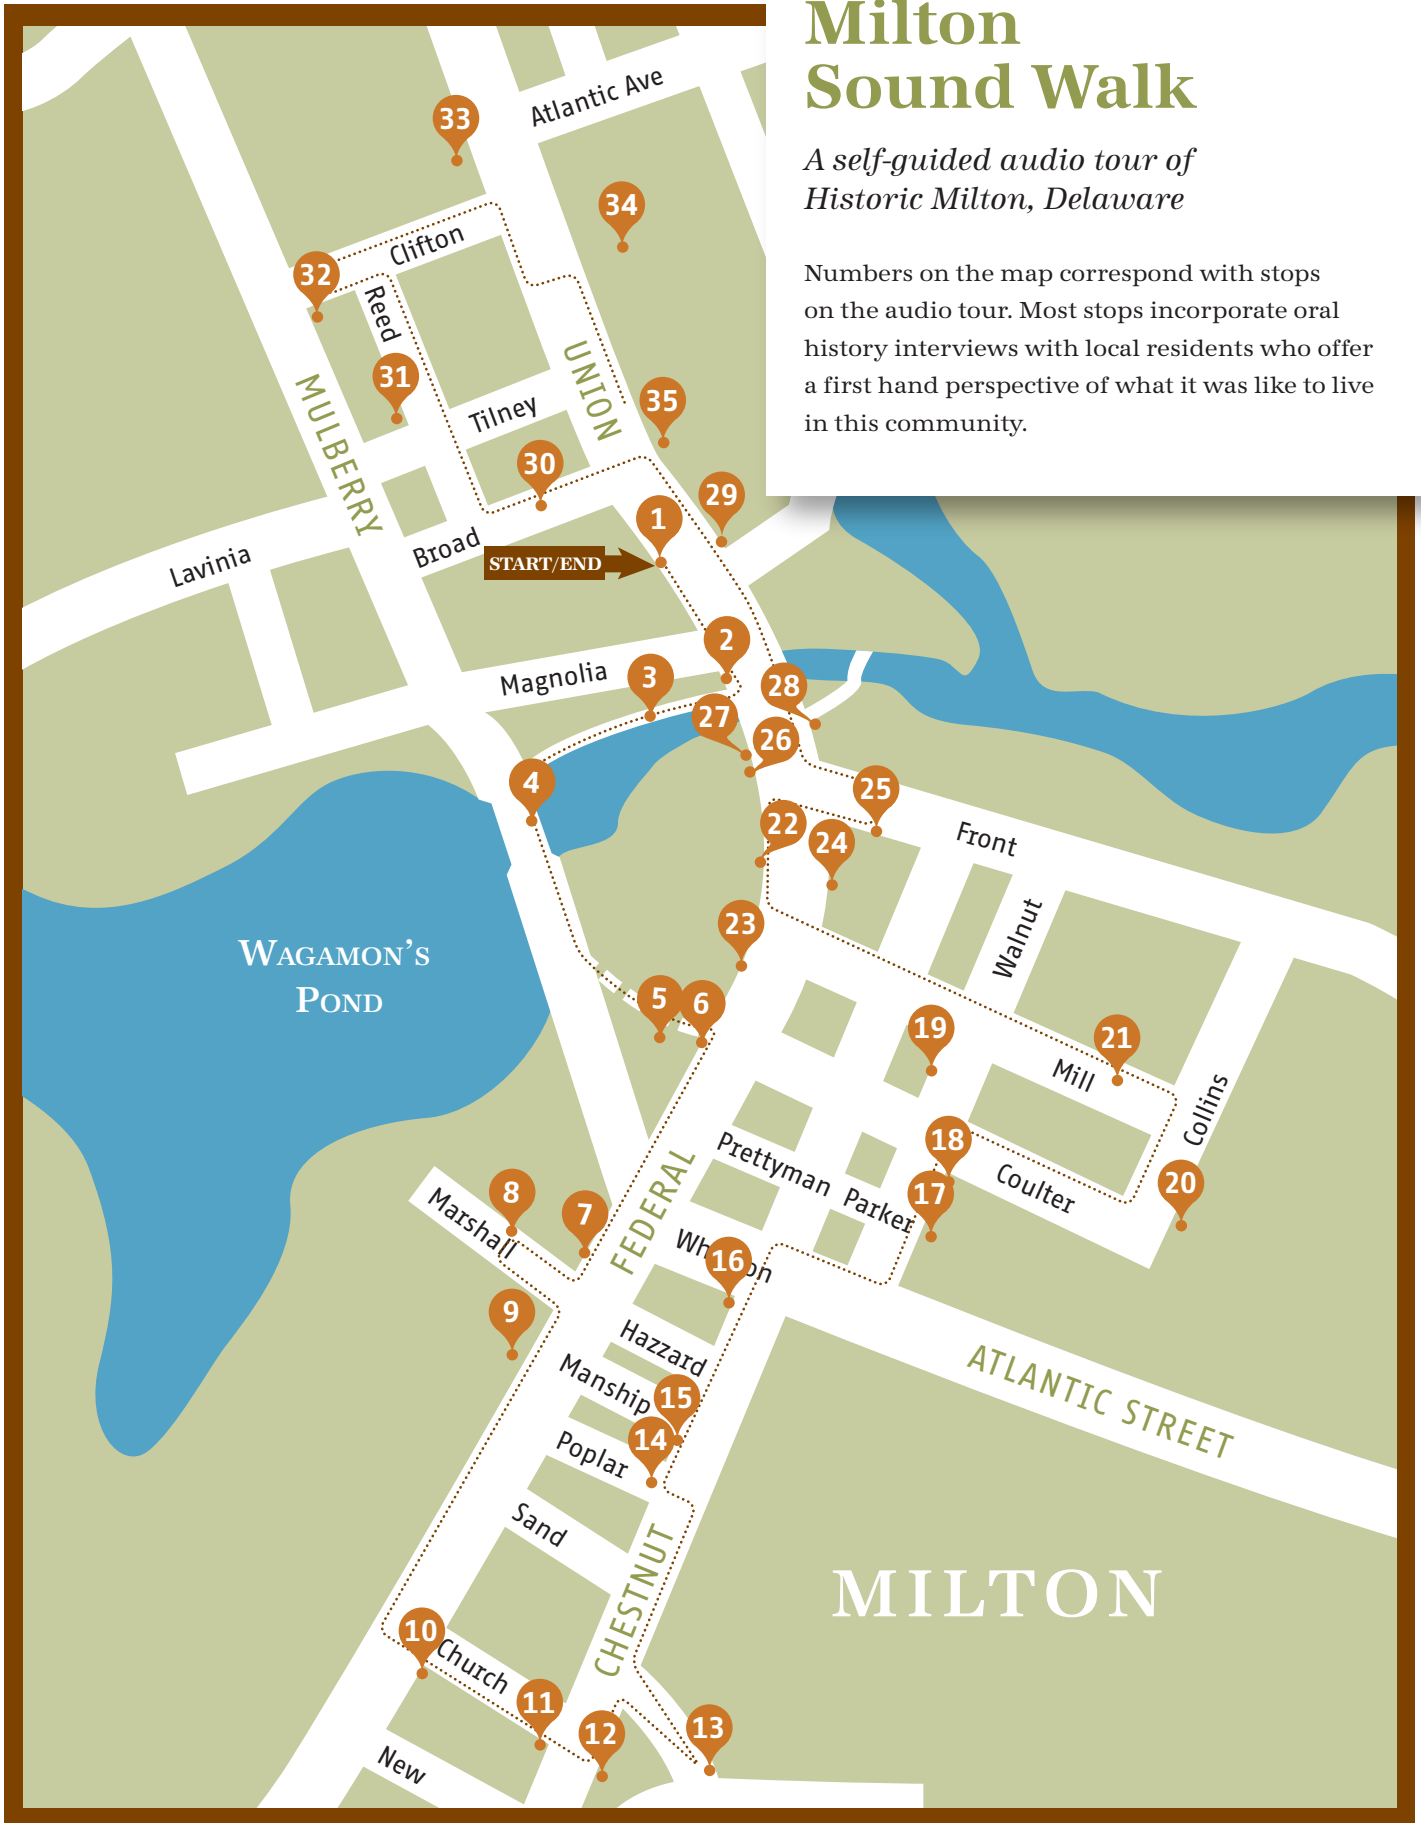 Milton
Sound Walk
A self-guided audio tour of
Historic Milton, Delaware
Numbers on the map correspond with stops
on the audio tour. Most stops incorporate oral
history interviews with local residents who offer
a first hand perspective of what it was like to live
in this community.
Atlantic Ave
33
34
Clifton
32
Reed
31
UNION
MULBERRY
35
Tilney
30
29
1
Broad
START/END
Lavinia
2
Magnolia
3
28
27
26
4
25
22
24
Front
Walnut
23
WAGAMON'S
POND
5
6
19
21
Mill
Collins
18
Prettyman
Parker
17
Coulter
20
FEDERAL
8
7
Marshall
16
9
Hazzard
Manship
15
14
Poplar
ATLANTIC STREET
Sand
CHESTNUT
MILTON
10
Church
11
12
13
New